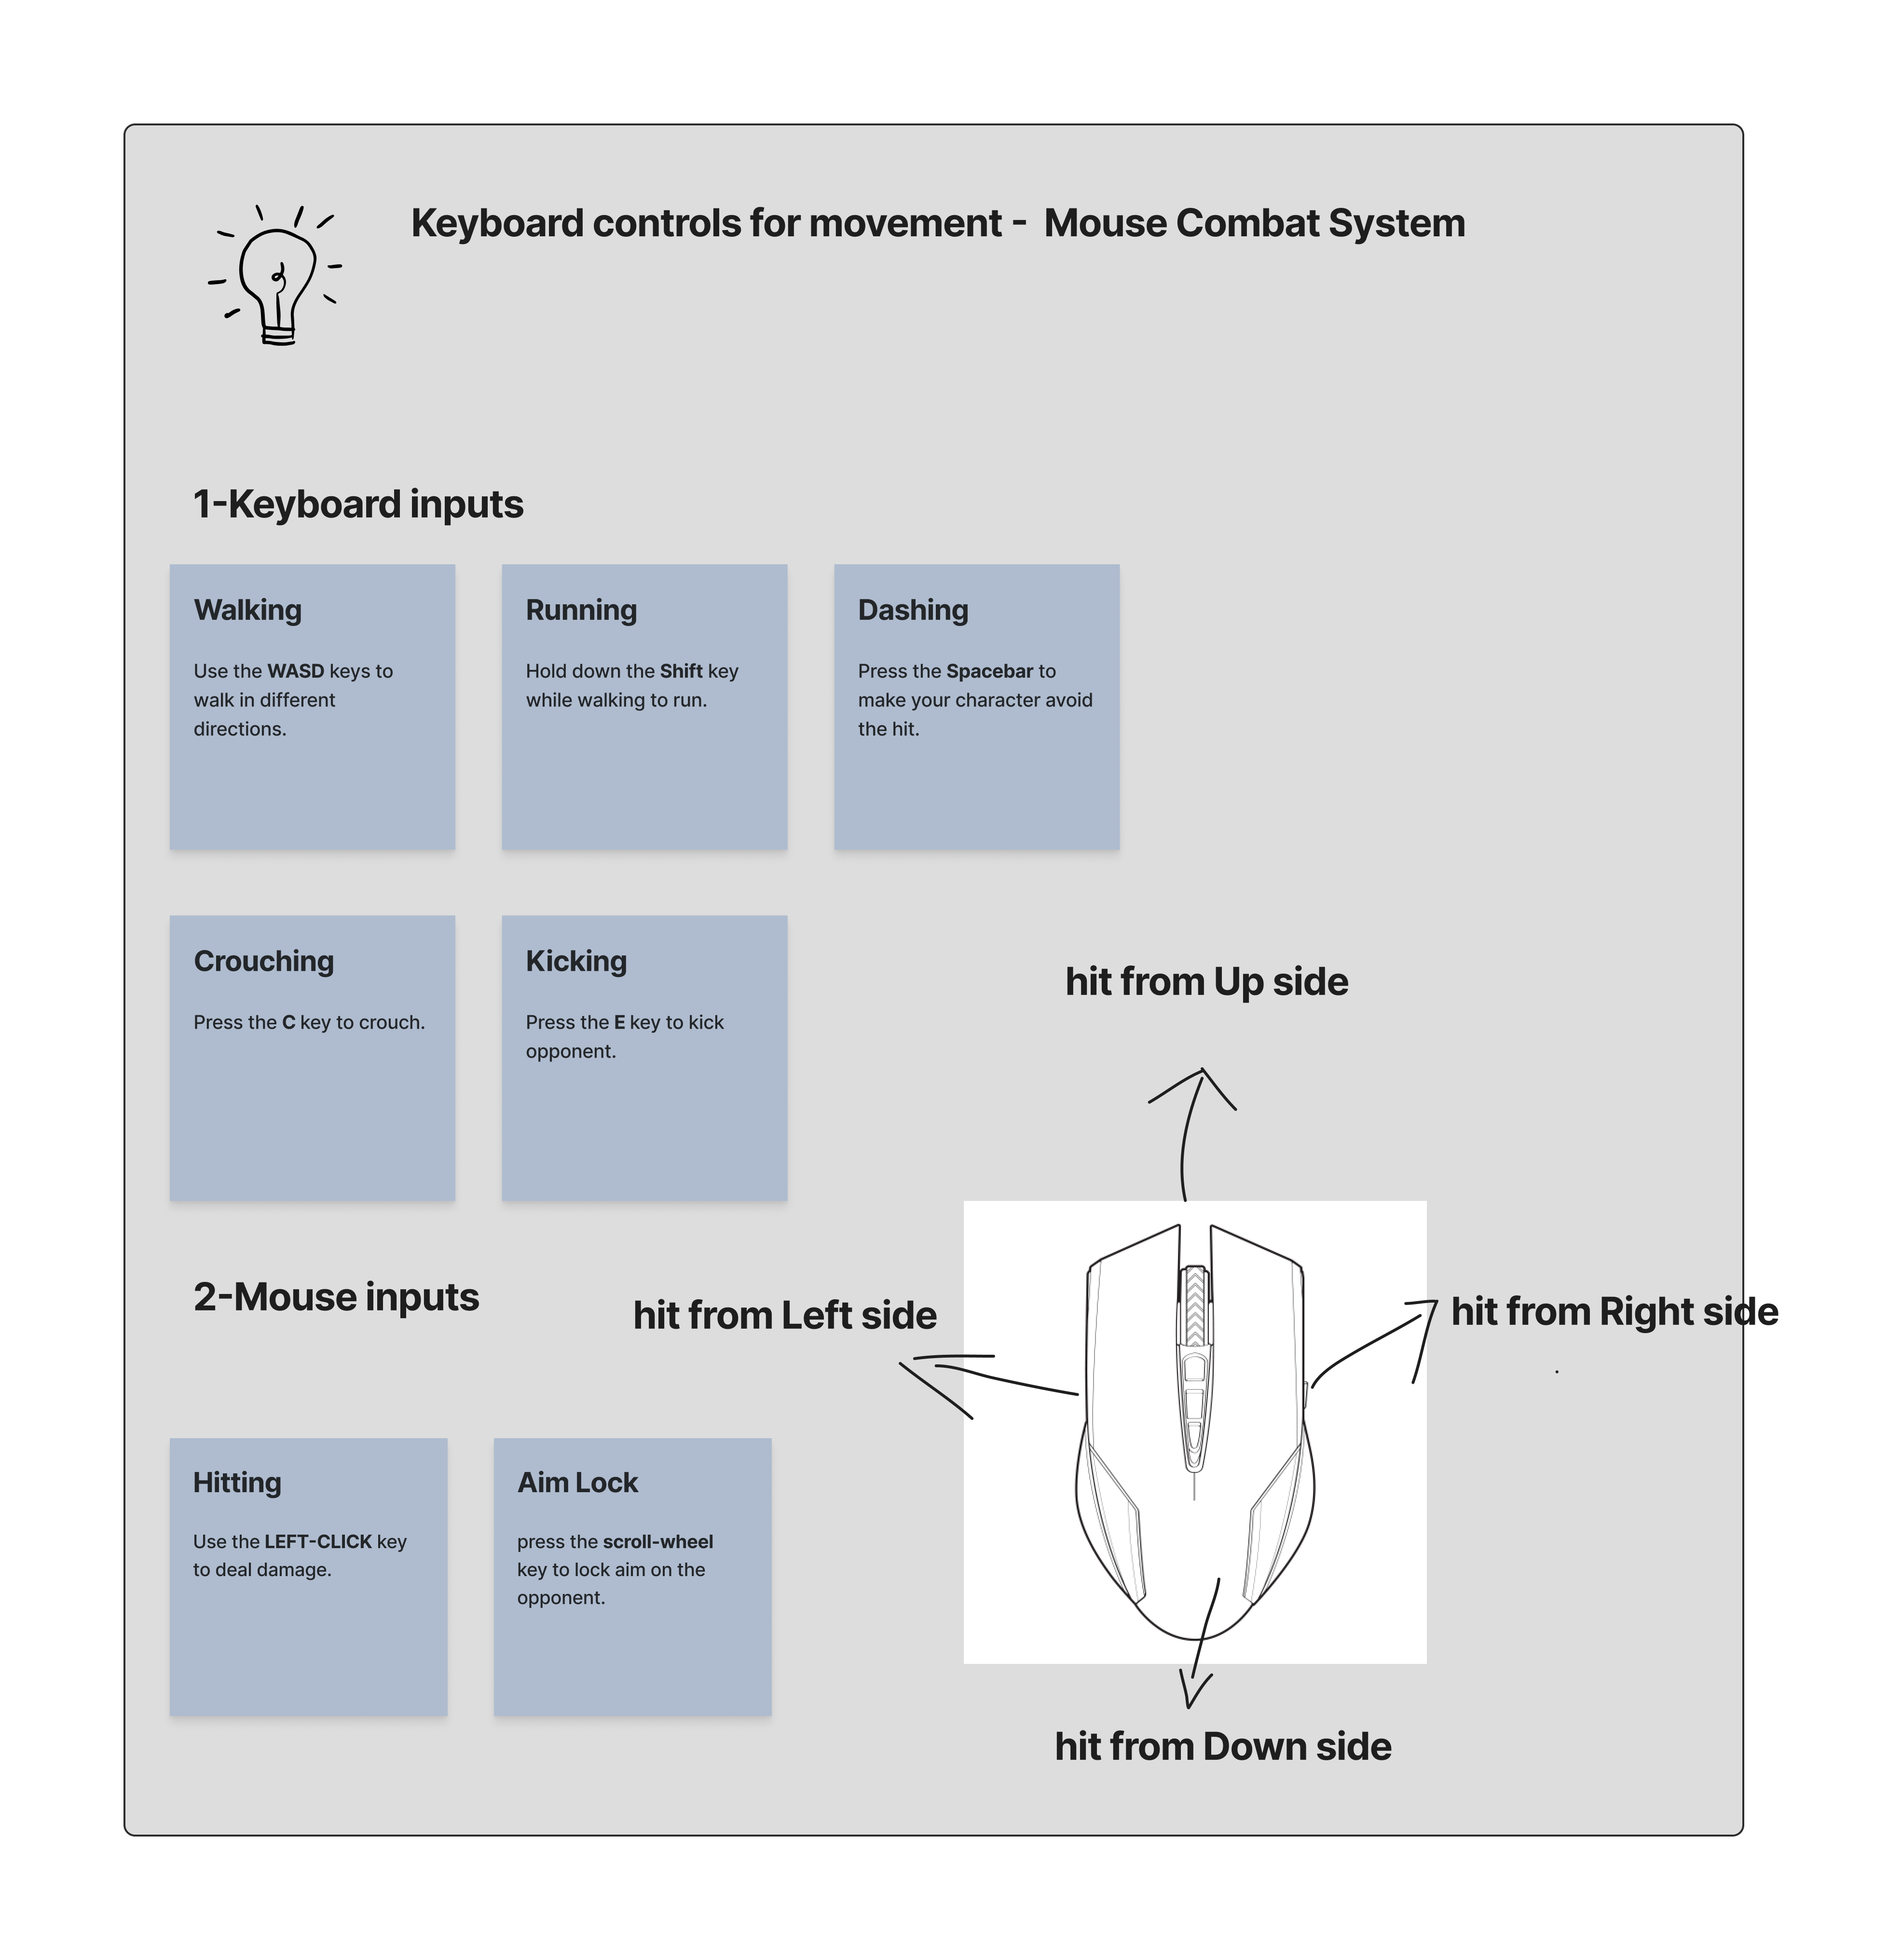 Keyboard controls for movement -  Mouse Combat System
1-Keyboard inputs
Walking
Use the WASD keys to
walk in different
directions.
Running
Hold down the Shift key
while walking to run.
Dashing
Press the Spacebar to
make your character avoid
the hit.
Crouching
Press the C key to crouch.
Kicking
Press the E key to kick
opponent.
hit from Up side
2-Mouse inputs
hit from Left side
hit from Right side
Hitting
Use the LEFT-CLICK key
to deal damage.
Aim Lock
press the scroll-wheel
key to lock aim on the
opponent.
hit from Down side